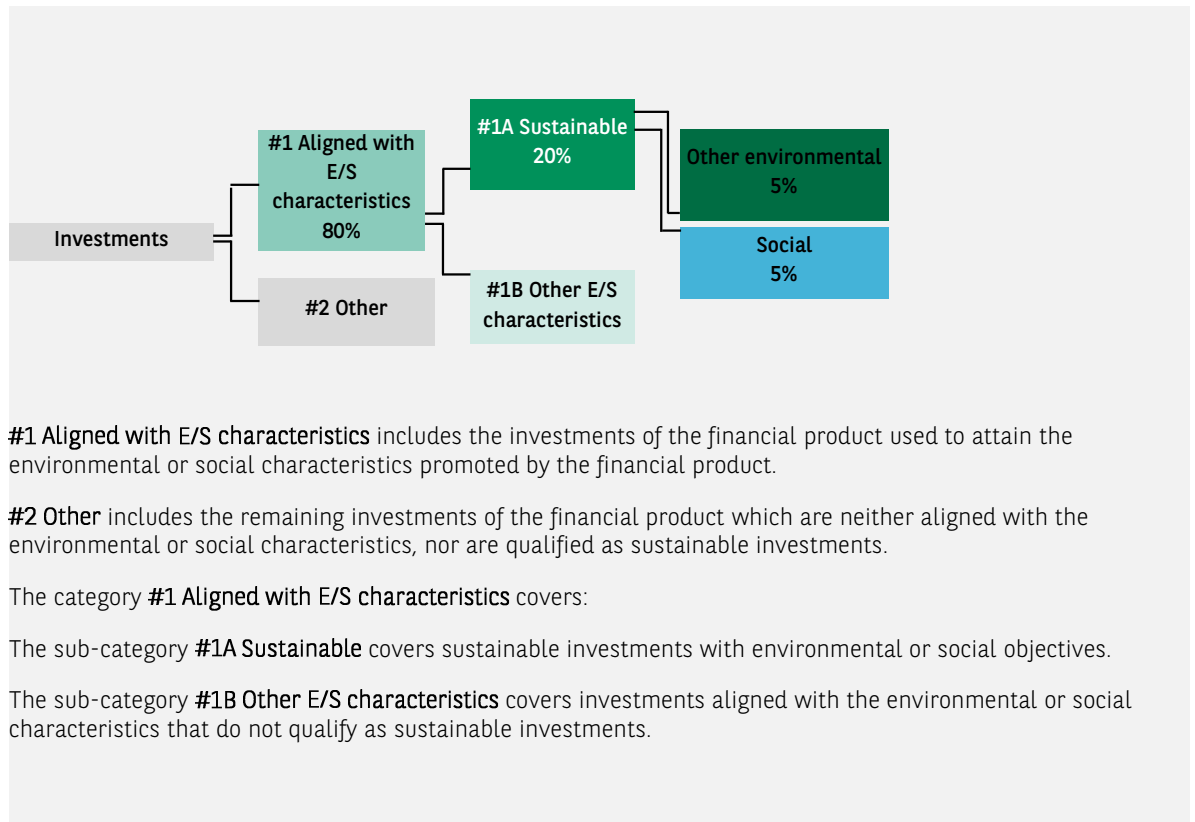 #1A Sustainable
20%
#1 Aligned with
E/S
characteristics
80%
Other environmental
5%
Investments
Social
5%
#2 Other
#1B Other E/S
characteristics
#1 Aligned with E/S characteristics includes the investments of the financial product used to attain the
environmental or social characteristics promoted by the financial product.
#2 Other includes the remaining investments of the financial product which are neither aligned with the
environmental or social characteristics, nor are qualified as sustainable investments.
The category #1 Aligned with E/S characteristics covers:
The sub-category #1A Sustainable covers sustainable investments with environmental or social objectives.
The sub-category #1B Other E/S characteristics covers investments aligned with the environmental or social
characteristics that do not qualify as sustainable investments.